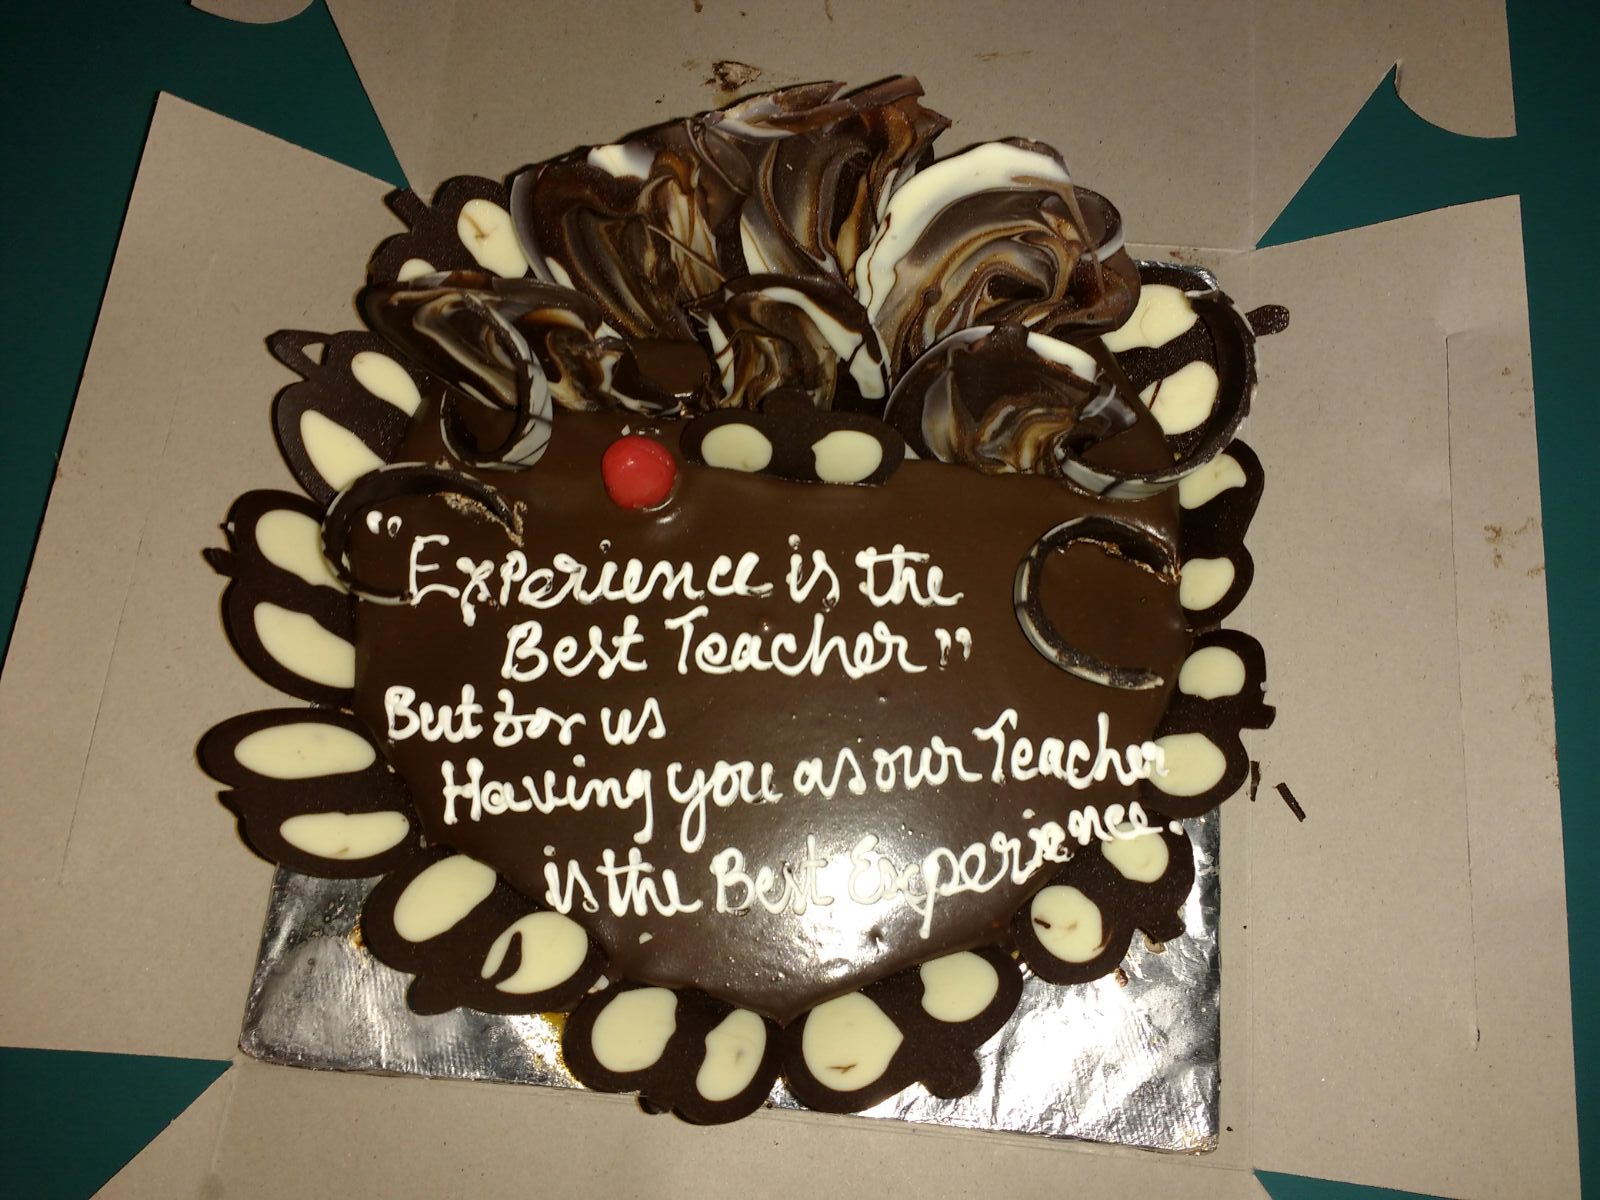 "Experience is the
Best Teacher"
But for us
Having you as our Teacher
is the Best Experience.